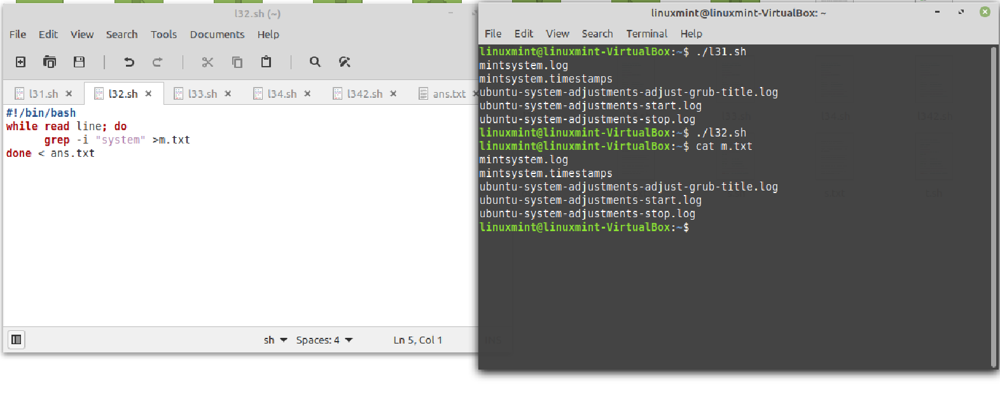 l32.sh (~)
File Edit View Search Tools Documents Help
l31.sh l32.sh l33.sh l34.sh l342.sh ans.txt
#!/bin/bash
while read line; do
grep -i "system" >m.txt
done < ans.txt
sh Spaces: 4 Ln 5, Col 1 INS
linuxmint@linuxmint-VirtualBox: ~
File Edit View Search Terminal Help
linuxmint@linuxmint-VirtualBox:~$ ./l31.sh
mintsystem.log
mintsystem.timestamps
ubuntu-system-adjustments-adjust-grub-title.log
ubuntu-system-adjustments-start.log
ubuntu-system-adjustments-stop.log
linuxmint@linuxmint-VirtualBox:~$ ./l32.sh
linuxmint@linuxmint-VirtualBox:~$ cat m.txt
mintsystem.log
mintsystem.timestamps
ubuntu-system-adjustments-adjust-grub-title.log
ubuntu-system-adjustments-start.log
ubuntu-system-adjustments-stop.log
linuxmint@linuxmint-VirtualBox:~$